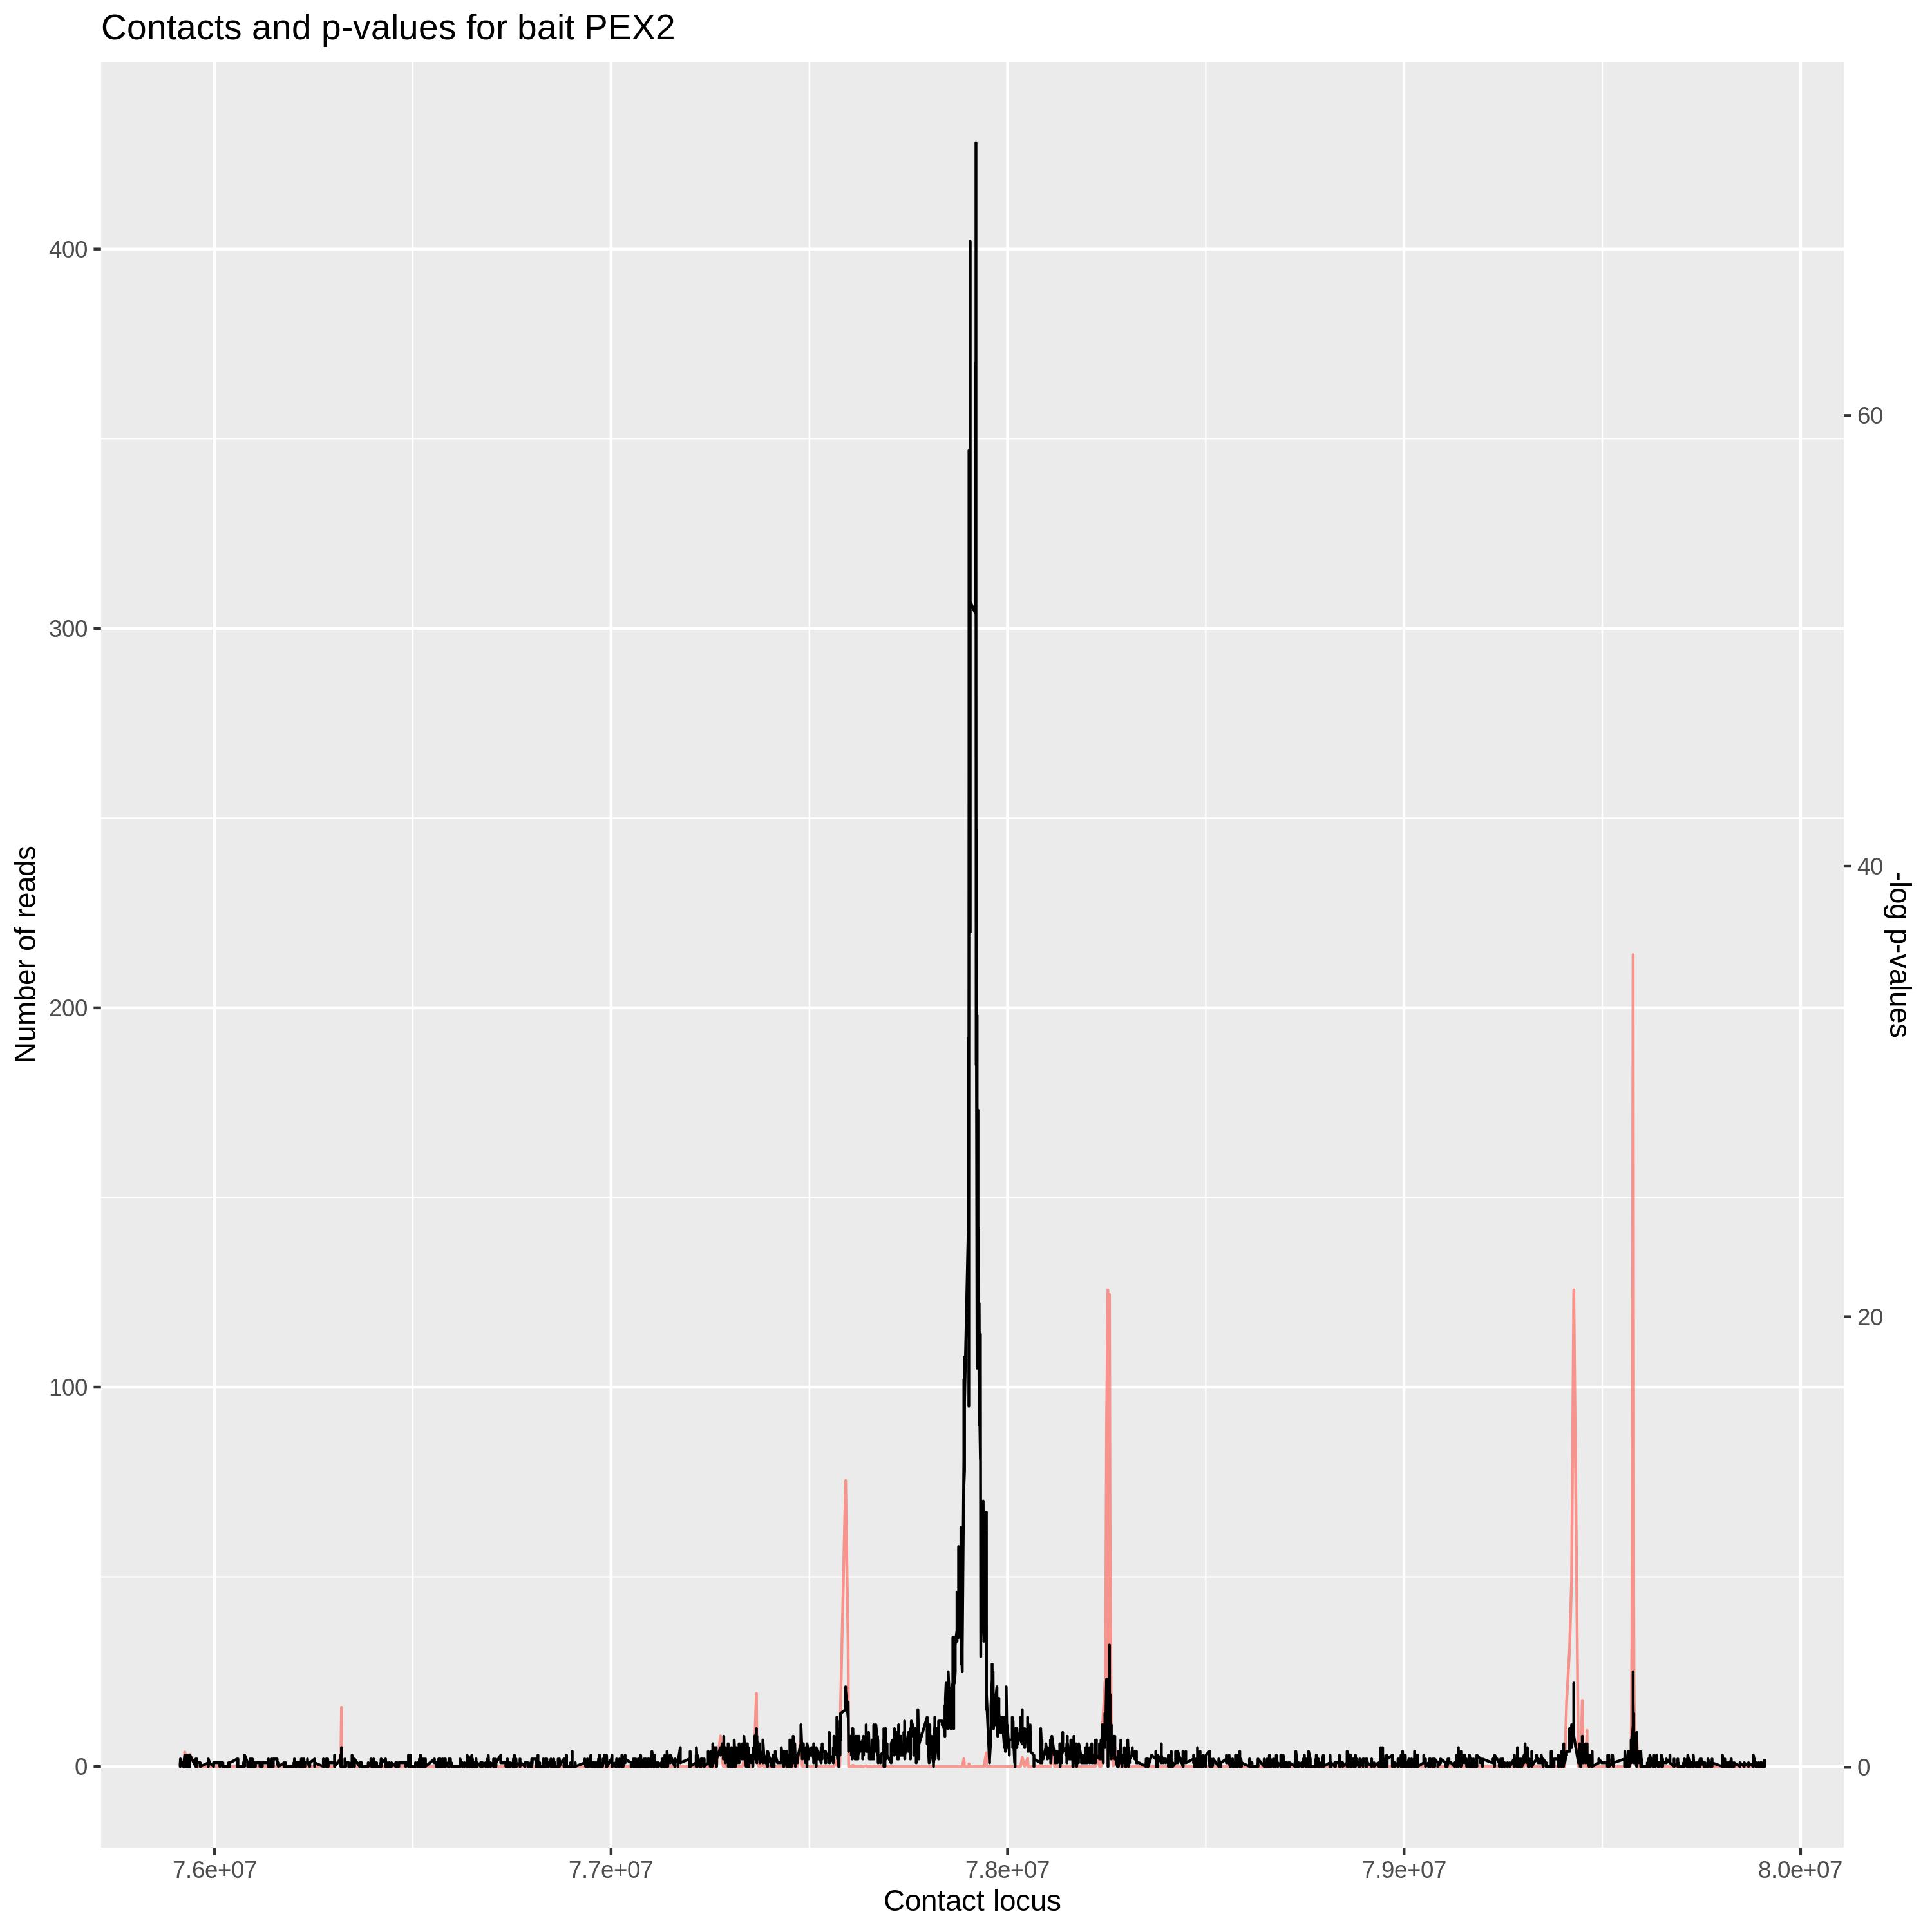 Contacts and p-values for bait PEX2
Number of reads
400
300
200
100
0
60
40
20
0
-log p-values
7.6e+07 7.7e+07 7.8e+07 7.9e+07 8.0e+07
Contact locus